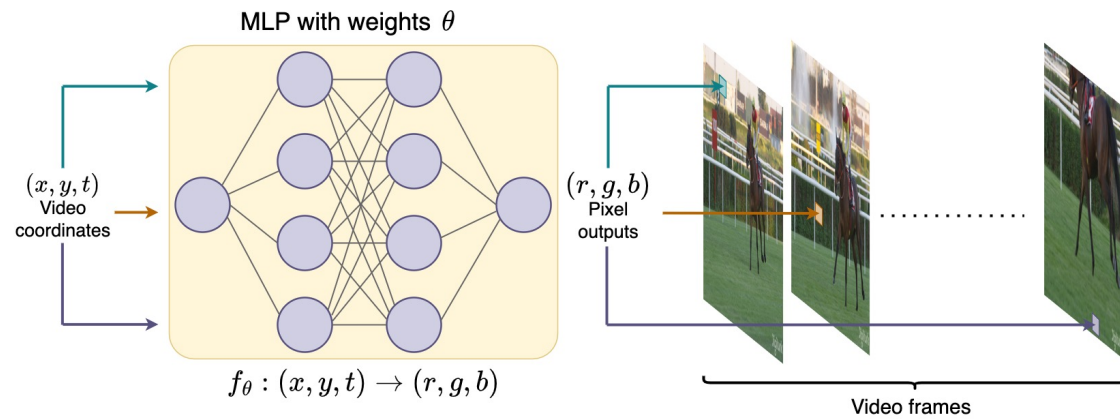 MLP with weights θ
(x, y, t)
Video
coordinates
(r, g, b)
Pixel
outputs
f_θ : (x, y, t) → (r, g, b)
Video frames